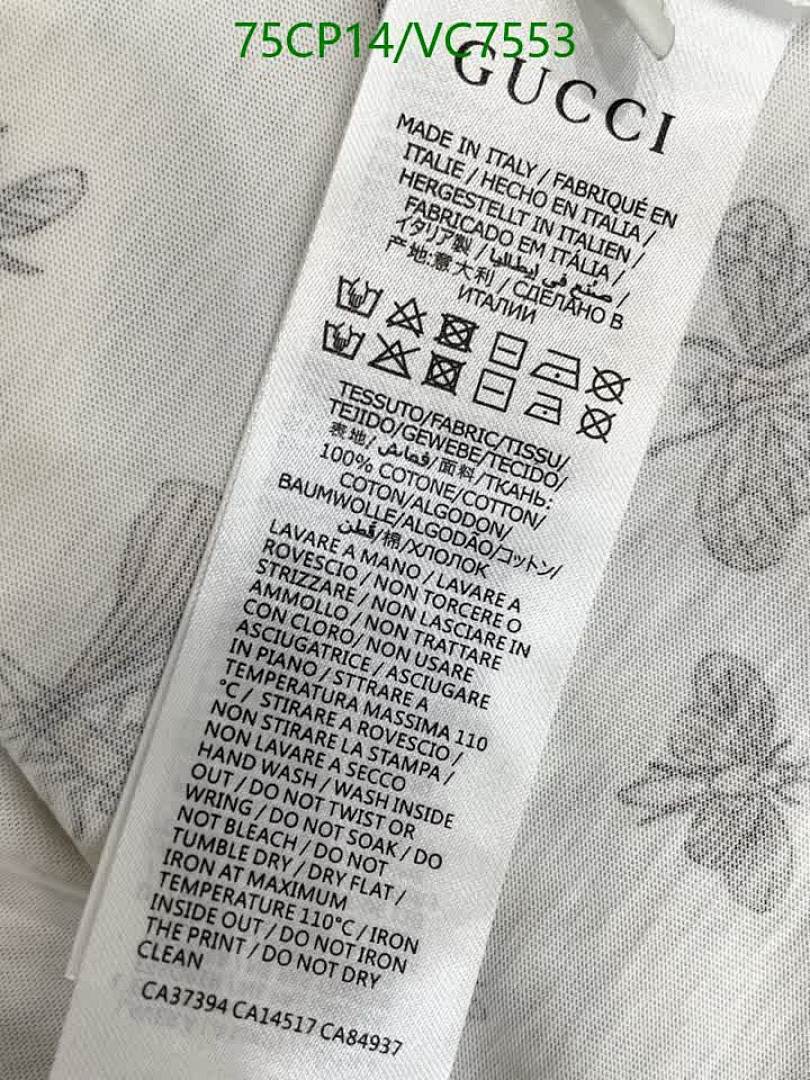 75CP14/VC7553
GUCCI
MADE IN ITALY / FABRIQUÉ EN
ITALIE / HECHO EN ITALIA /
HERGESTELLT IN ITALIEN /
FABRICADO EM ITÁLIA /
イタリア製 / صنع في إيطاليا /
产地:意大利 / СДЕЛАНО В
ИТАЛИИ
TESSUTO/FABRIC/TISSU/
TEJIDO/GEWEBE/TECIDO/
表地/قماش/面料/ТКАНЬ:
100% COTONE/COTTON/
COTON/ALGODON/
BAUMWOLLE/ALGODÃO/コットン/
قطن/棉/ХЛОЛОК
LAVARE A MANO / LAVARE A
ROVESCIO / NON TORCERE O
STRIZZARE / NON LASCIARE IN
AMMOLLO / NON TRATTARE
CON CLORO/ NON USARE
ASCIUGATRICE / ASCIUGARE
IN PIANO / STTRARE A
TEMPERATURA MASSIMA 110
°C / STIRARE A ROVESCIO /
NON STIRARE LA STAMPA /
NON LAVARE A SECCO
HAND WASH / WASH INSIDE
OUT / DO NOT TWIST OR
WRING / DO NOT SOAK / DO
NOT BLEACH / DO NOT
TUMBLE DRY / DRY FLAT /
IRON AT MAXIMUM
TEMPERATURE 110°C / IRON
INSIDE OUT / DO NOT IRON
THE PRINT / DO NOT DRY
CLEAN
CA37394 CA14517 CA84937